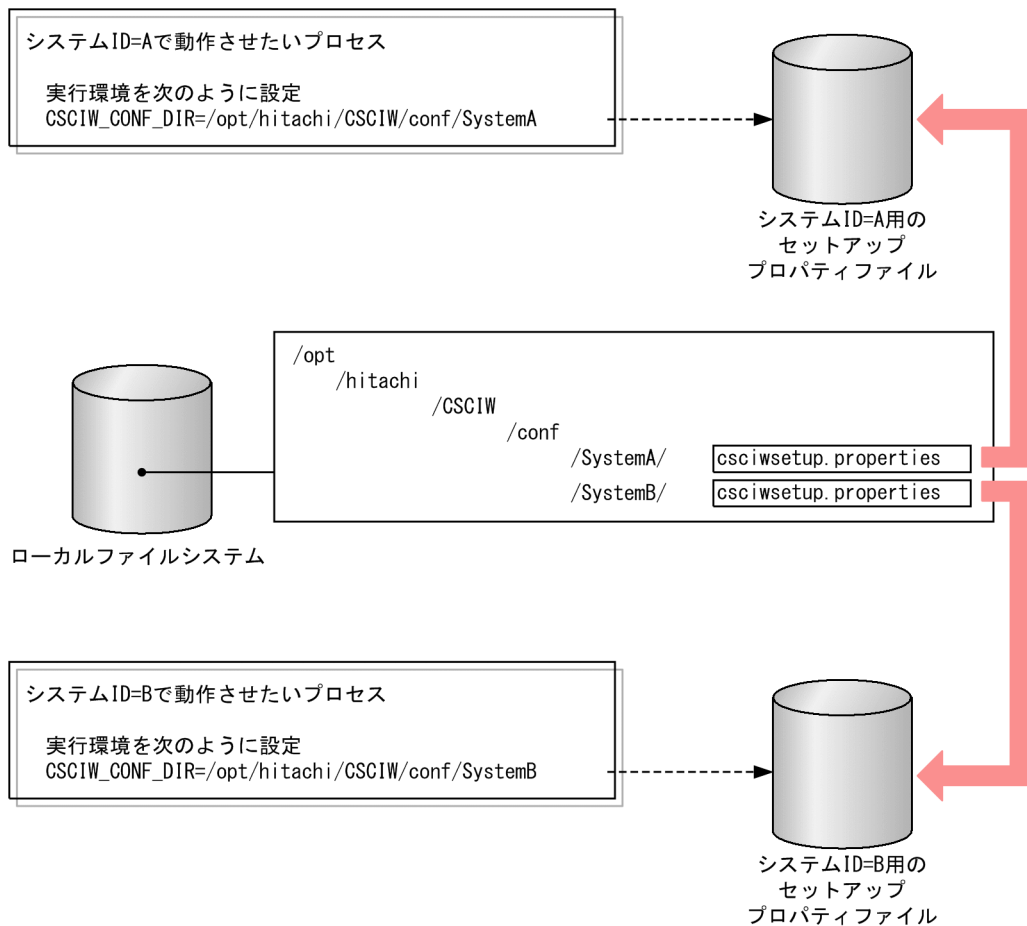 システムID=Aで動作させたいプロセス
実行環境を次のように設定
CSCIW_CONF_DIR=/opt/hitachi/CSCIW/conf/SystemA
システムID=A用の
セットアップ
プロパティファイル
/opt
/hitachi
/CSCIW
/conf
/SystemA/ csciwsetup.properties
/SystemB/ csciwsetup.properties
ローカルファイルシステム
システムID=Bで動作させたいプロセス
実行環境を次のように設定
CSCIW_CONF_DIR=/opt/hitachi/CSCIW/conf/SystemB
システムID=B用の
セットアップ
プロパティファイル